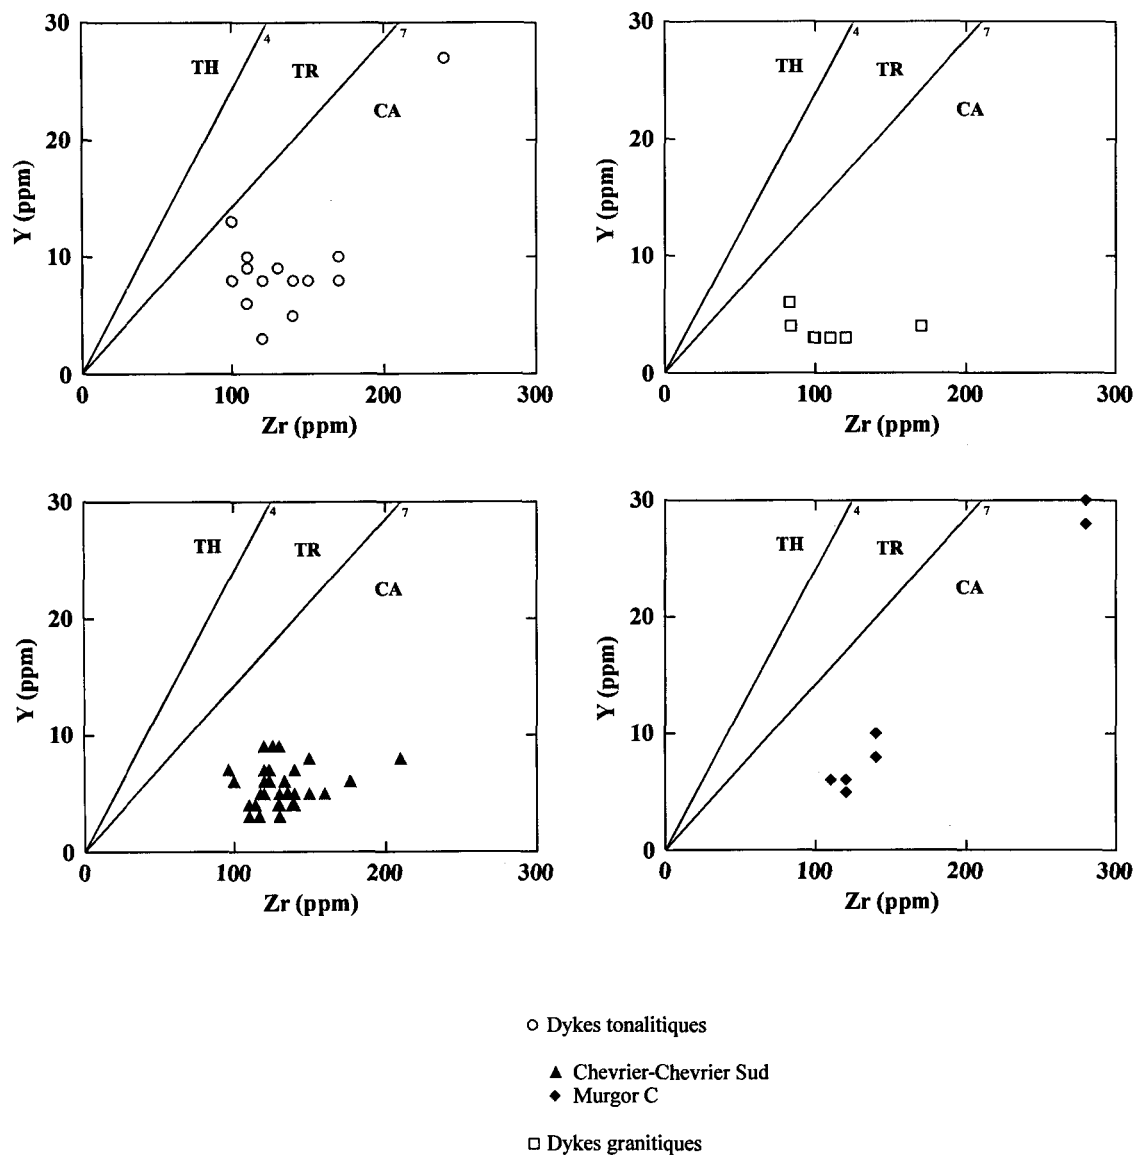 30
20
10
0
Y (ppm)
TH
4
TR
7
CA
0
100
200
300
Zr (ppm)
30
20
10
0
Y (ppm)
TH
4
TR
7
CA
0
100
200
300
Zr (ppm)
30
20
10
0
Y (ppm)
TH
4
TR
7
CA
0
100
200
300
Zr (ppm)
30
20
10
0
Y (ppm)
TH
4
TR
7
CA
0
100
200
300
Zr (ppm)
Dykes tonalitiques
Chevrier-Chevrier Sud
Murgor C
Dykes granitiques